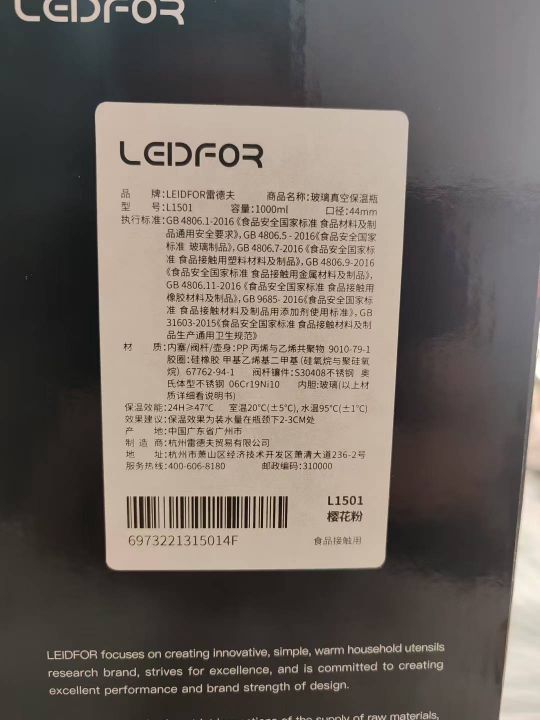 LEIDFOR
LEIDFOR
品 牌:LEIDFOR雷德夫 商品名称:玻璃真空保温瓶
型 号:L1501 容量:1000ml 口径:44mm
执行标准:GB 4806.1-2016《食品安全国家标准 食品材料及制
品通用安全要求》,GB 4806.5 - 2016《食品安全国家
标准 玻璃制品》,GB 4806.7-2016《食品安全国家标
准 食品接触用塑料材料及制品》,GB 4806.9-2016
《食品安全国家标准 食品接触用金属材料及制品》,
GB 4806.11-2016《食品安全国家标准 食品接触用
橡胶材料及制品》,GB 9685- 2016《食品安全国家标
准 食品接触材料及制品用添加剂使用标准》,GB
31603-2015《食品安全国家标准 食品接触材料及制
品生产通用卫生规范》
材 质:内塞/阀杆/壶身:PP 丙烯与乙烯共聚物 9010-79-1
胶圈:硅橡胶 甲基乙烯基二甲基(硅氧烷与聚硅氧
烷) 67762-94-1 阀杆镶件:S30408不锈钢 奥
氏体型不锈钢 06Cr19Ni10 内胆:玻璃(以上材
质详细看说明书)
保温效能:24H≥47℃ 室温20℃(±5℃), 水温95℃(±1℃)
效果建议:保温效果为装水量在瓶颈下2-3CM处
产 地:中国广东省广州市
制 造 商:杭州雷德夫贸易有限公司
地 址:杭州市萧山区经济技术开发区萧清大道236-2号
服务热线:400-606-8180 邮政编码:310000
L1501
樱花粉
6973221315014F
食品接触用
LEIDFOR focuses on creating innovative, simple, warm household utensils
research brand, strives for excellence, and is committed to creating
excellent performance and brand strength of design.
of the supply of raw materials,